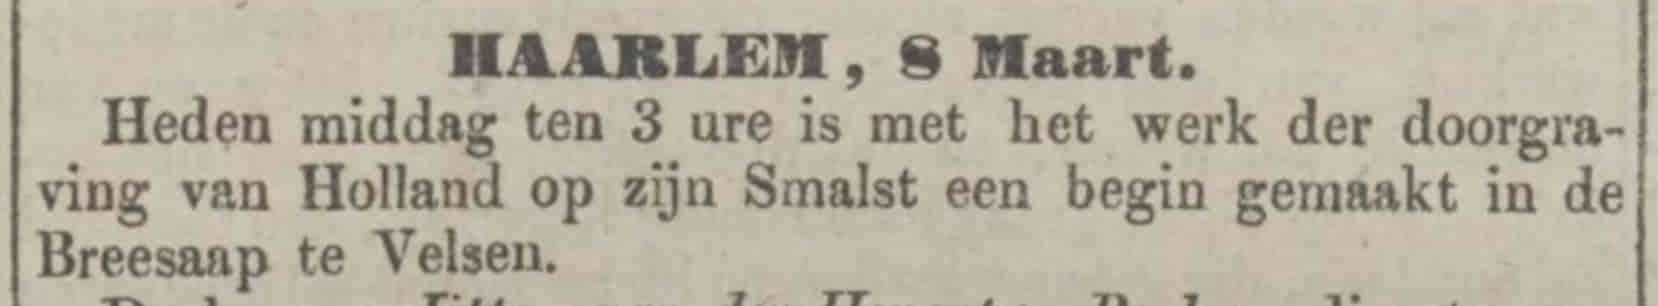 HAARLEM, 8 Maart.
Heden middag ten 3 ure is met het werk der doorgra-
ving van Holland op zijn Smalst een begin gemaakt in de
Breesaap te Velsen.